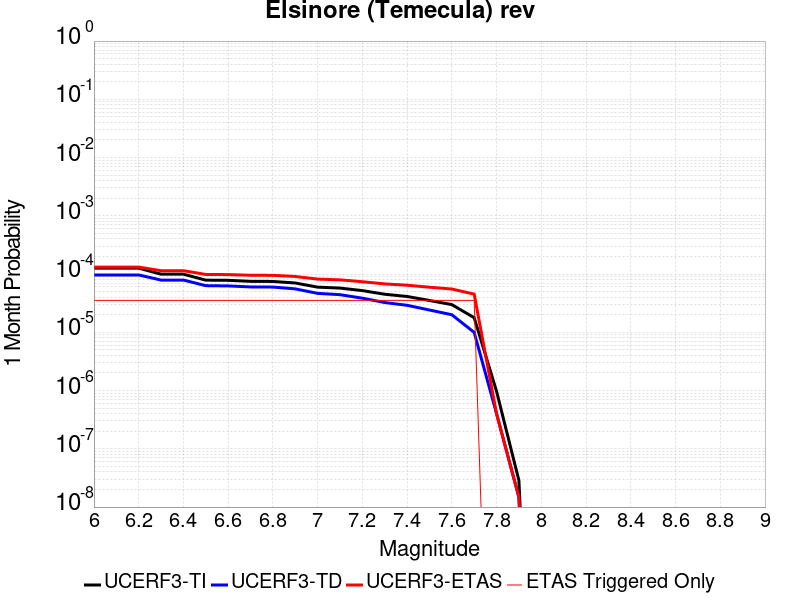 Elsinore (Temecula) rev
10^0
10^-1
10^-2
10^-3
10^-4
10^-5
10^-6
10^-7
10^-8
1 Month Probability
6 6.2 6.4 6.6 6.8 7 7.2 7.4 7.6 7.8 8 8.2 8.4 8.6 8.8 9
Magnitude
UCERF3-TI UCERF3-TD UCERF3-ETAS ETAS Triggered Only